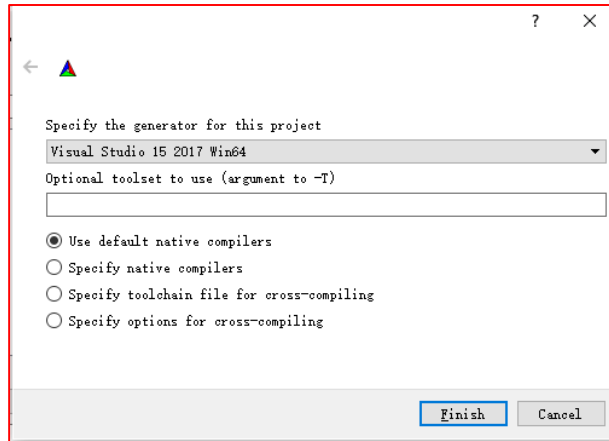 ?
Specify the generator for this project
Visual Studio 15 2017 Win64
Optional toolset to use (argument to -T)
Use default native compilers
Specify native compilers
Specify toolchain file for cross-compiling
Specify options for cross-compiling
Finish Cancel